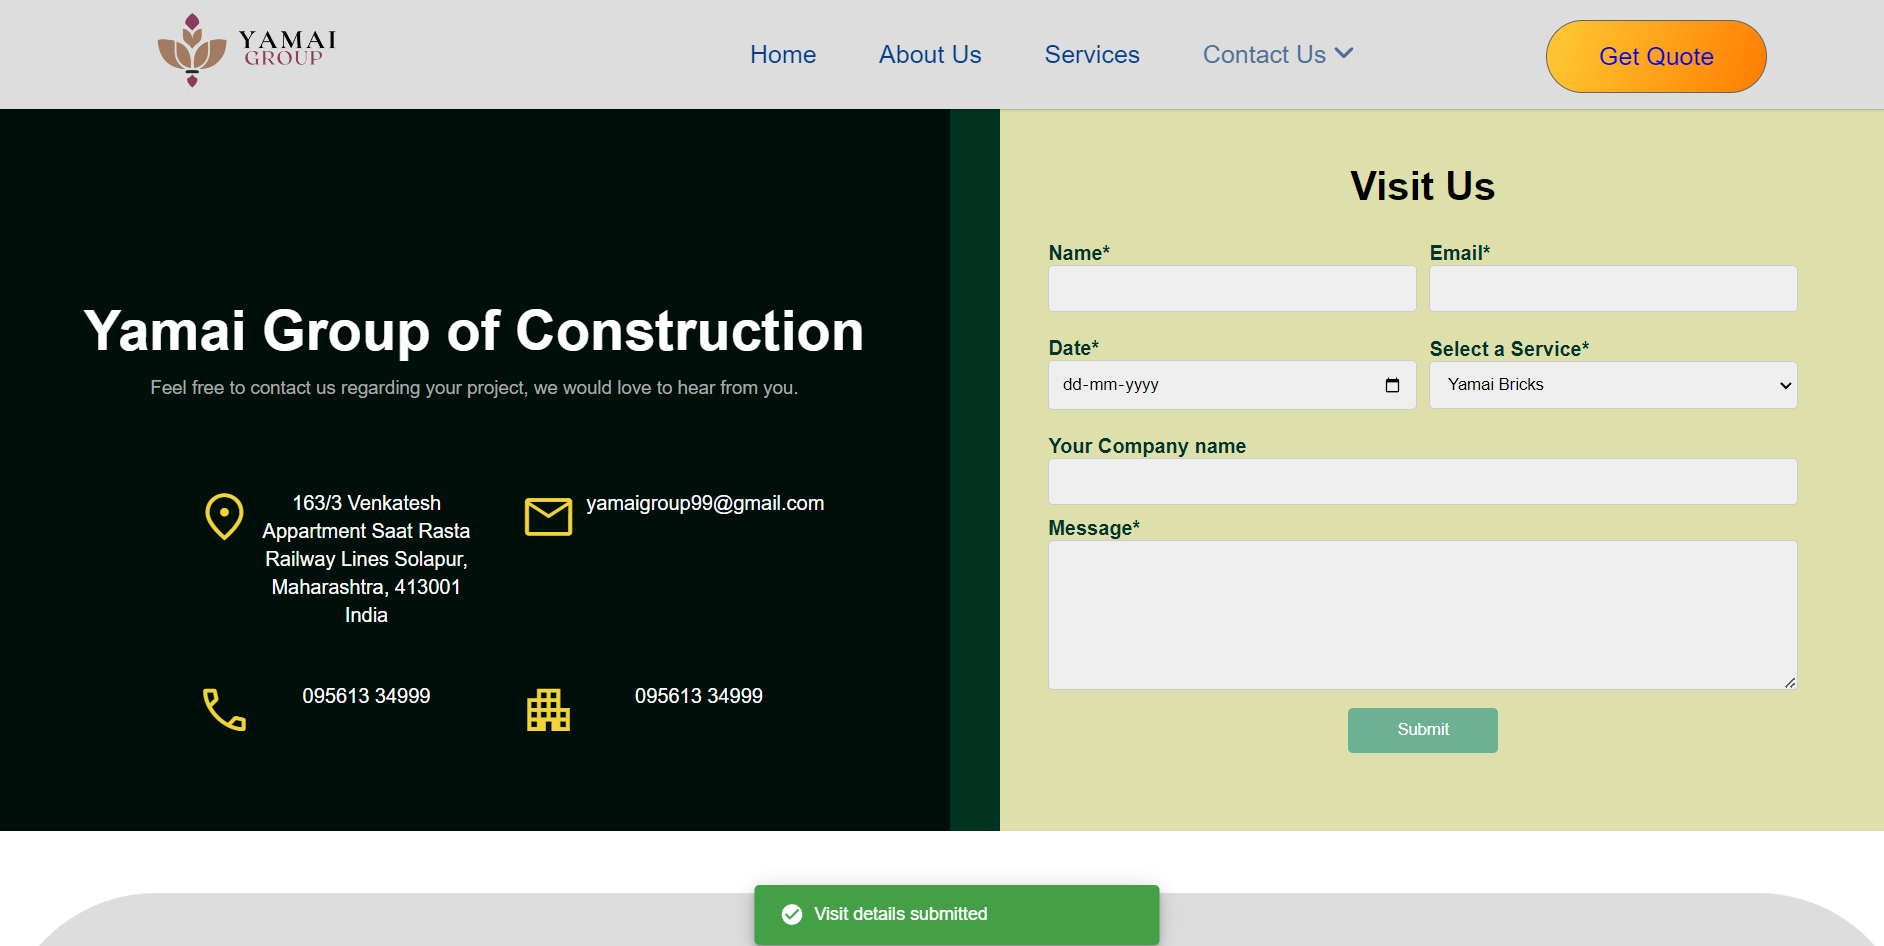 YAMAI
GROUP
Home
About Us
Services
Contact Us
Get Quote
Yamai Group of Construction
Feel free to contact us regarding your project, we would love to hear from you.
163/3 Venkatesh
Appartment Saat Rasta
Railway Lines Solapur,
Maharashtra, 413001
India
yamaigroup99@gmail.com
095613 34999
095613 34999
Visit Us
Name*
Email*
Date*
Select a Service*
dd-mm-yyyy
Yamai Bricks
Your Company name
Message*
Submit
Visit details submitted